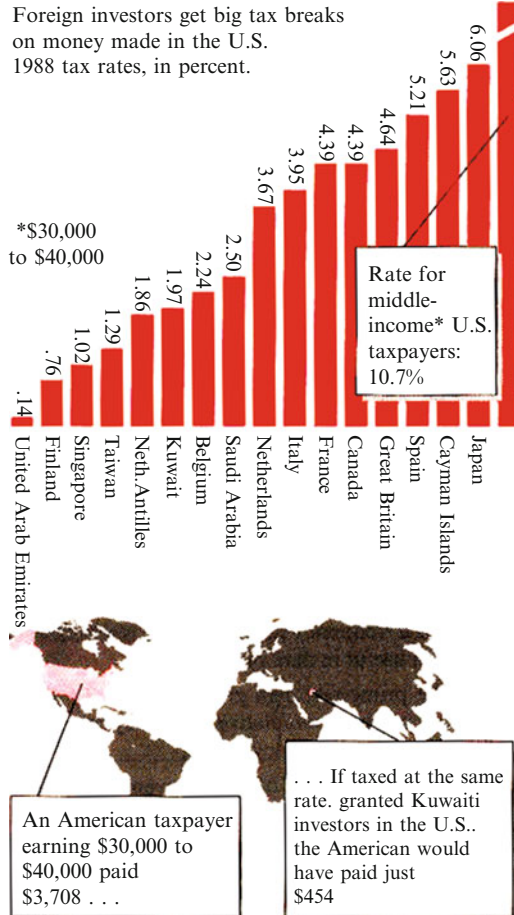 Foreign investors get big tax breaks
on money made in the U.S.
1988 tax rates, in percent.
*$30,000
to $40,000
.14
.76
1.02
1.29
1.86
1.97
2.24
2.50
3.67
3.95
4.39
4.39
4.64
5.21
5.63
6.06
Rate for
middle-
income* U.S.
taxpayers:
10.7%
United Arab Emirates
Finland
Singapore
Taiwan
Neth.Antilles
Kuwait
Belgium
Saudi Arabia
Netherlands
Italy
France
Canada
Great Britain
Spain
Cayman Islands
Japan
An American taxpayer
earning $30,000 to
$40,000 paid
$3,708 . . .
. . . If taxed at the same
rate. granted Kuwaiti
investors in the U.S..
the American would
have paid just
$454